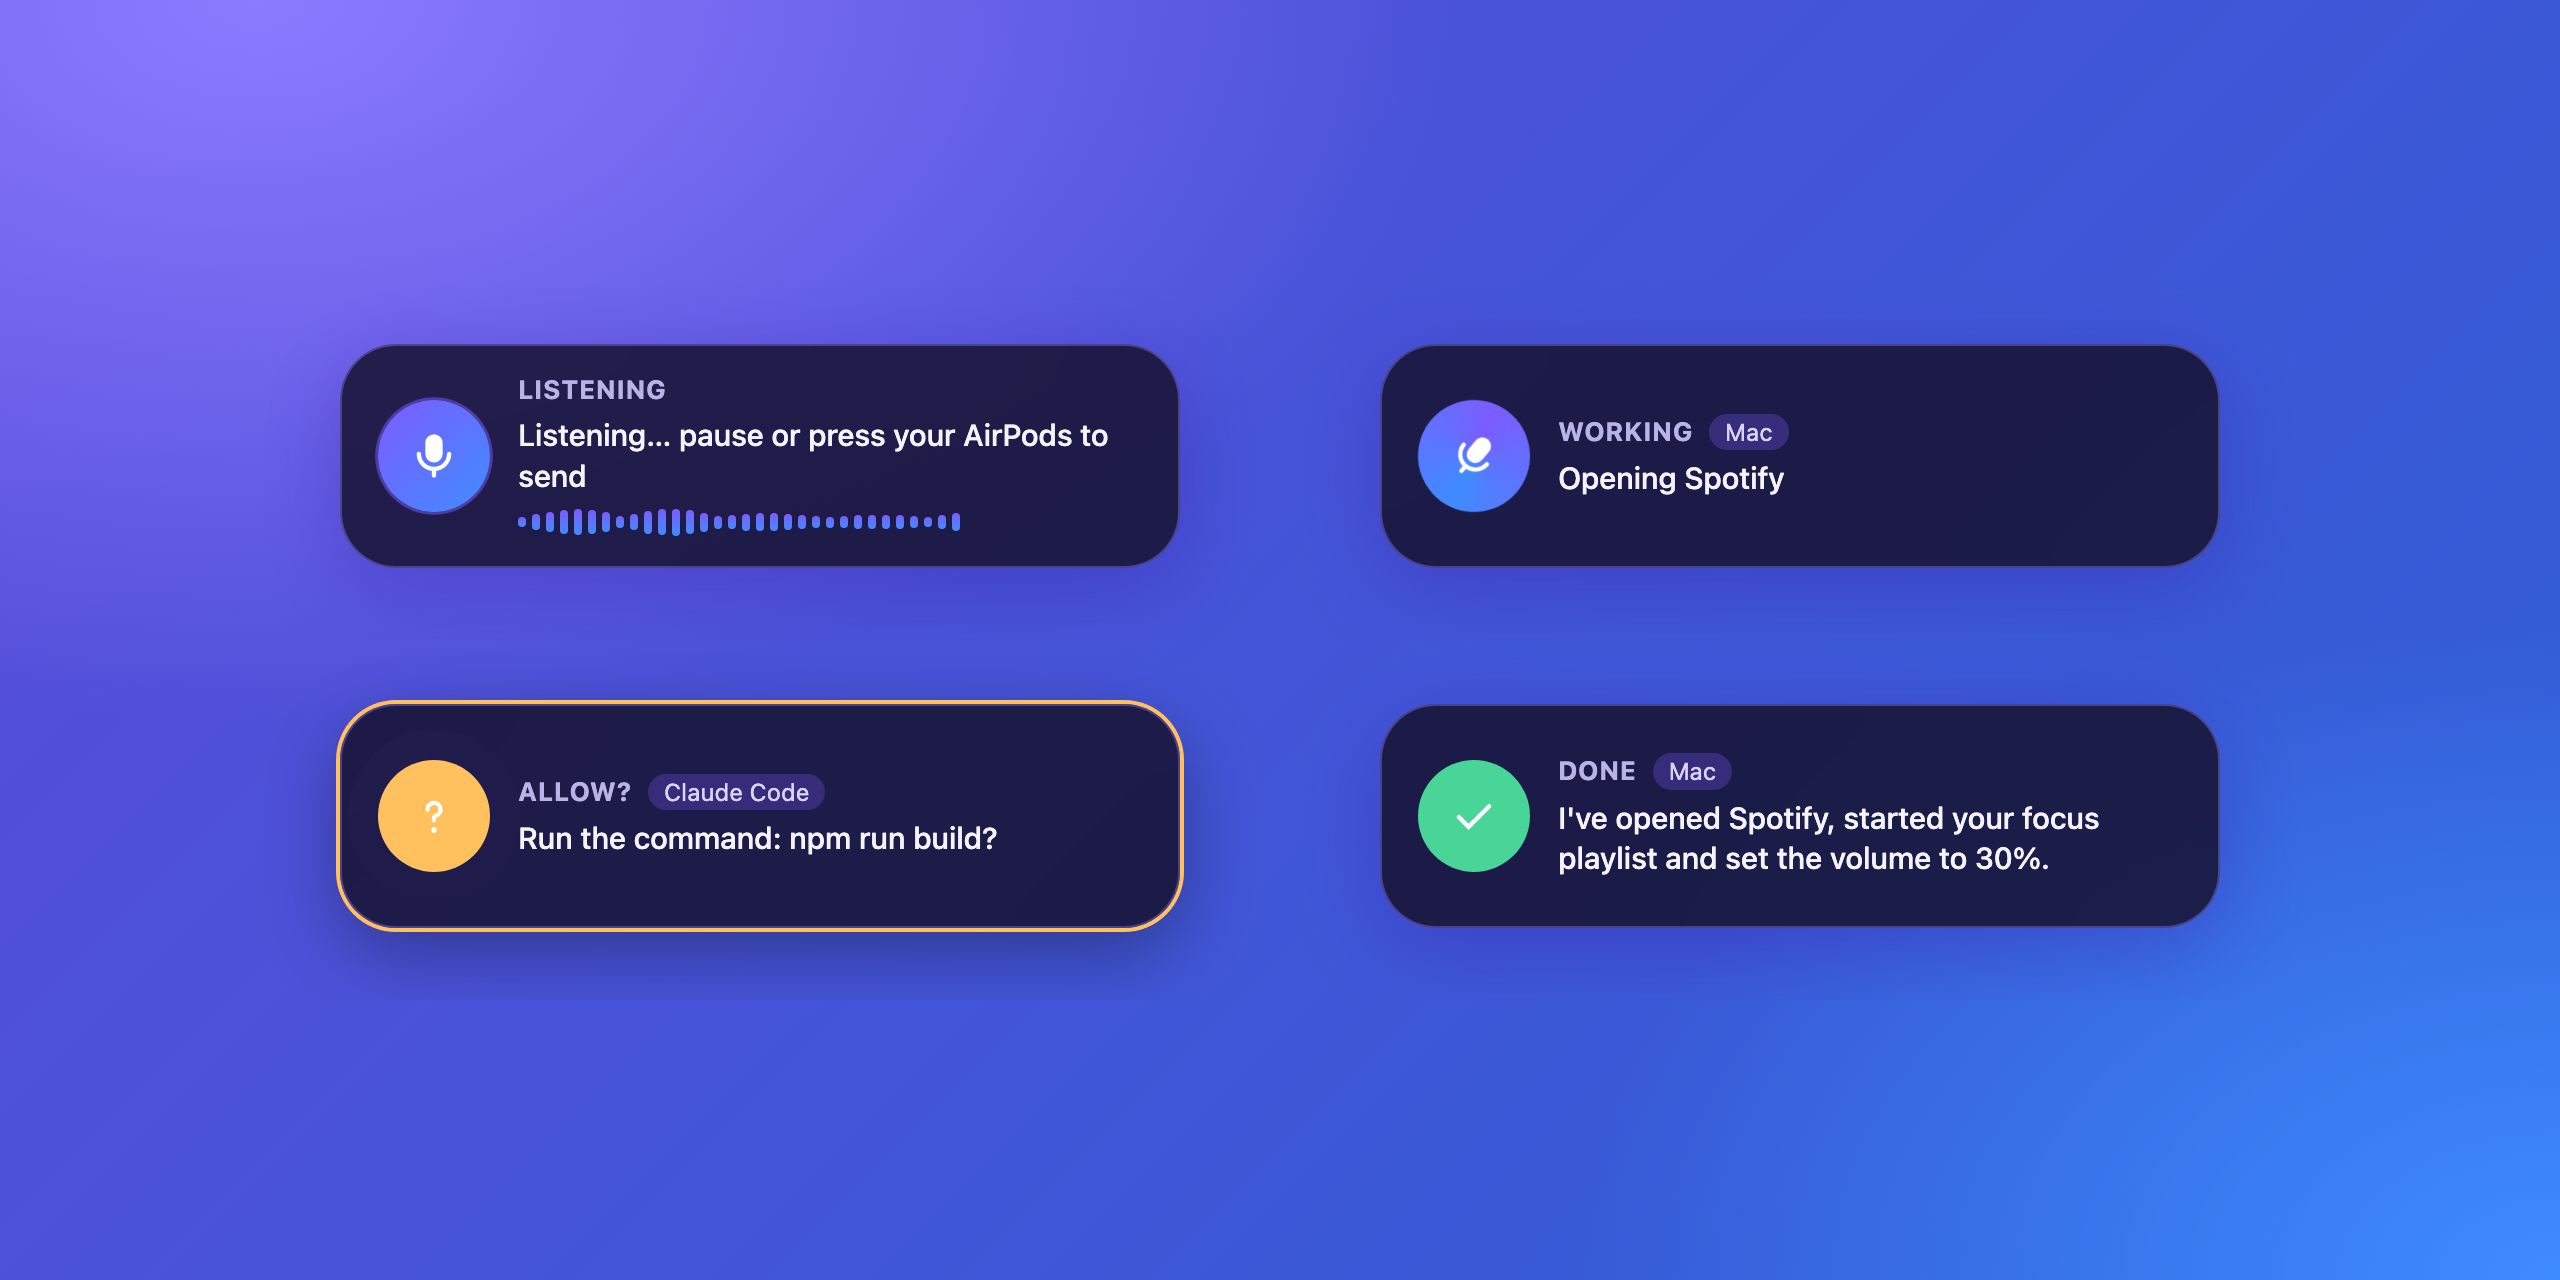 LISTENING
Listening... pause or press your AirPods to
send
WORKING Mac
Opening Spotify
ALLOW? Claude Code
Run the command: npm run build?
DONE Mac
I've opened Spotify, started your focus
playlist and set the volume to 30%.